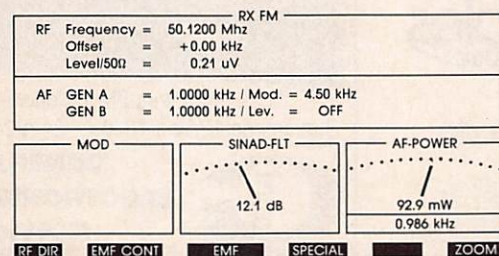 RX FM
RF Frequency = 50.1200 Mhz
Offset = +0.00 kHz
Level/50Ω = 0.21 uV
AF GEN A = 1.0000 kHz / Mod. = 4.50 kHz
GEN B = 1.0000 kHz / Lev. = OFF
MOD
SINAD-FLT
12.1 dB
AF-POWER
92.9 mW
0.986 kHz
RF DIR EMF CONT EMF SPECIAL ZOOM